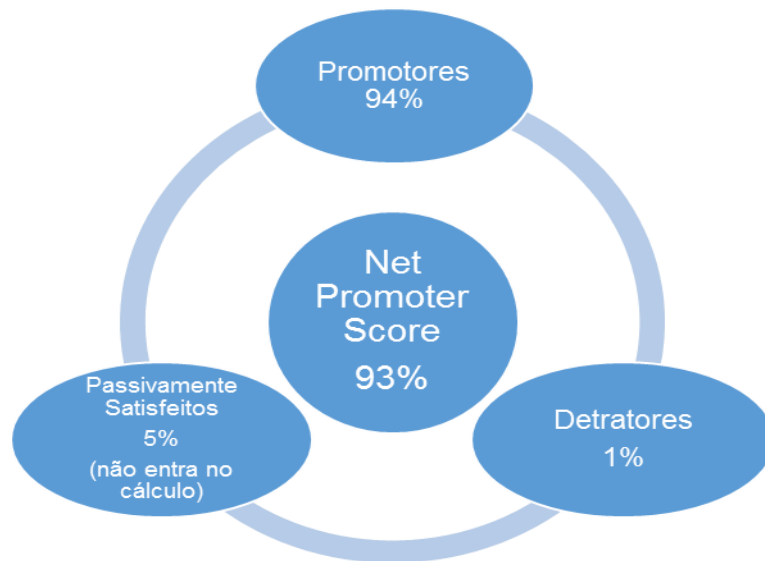 Promotores
94%
Net
Promoter
Score
93%
Passivamente
Satisfeitos
5%
(não entra no
cálculo)
Detratores
1%